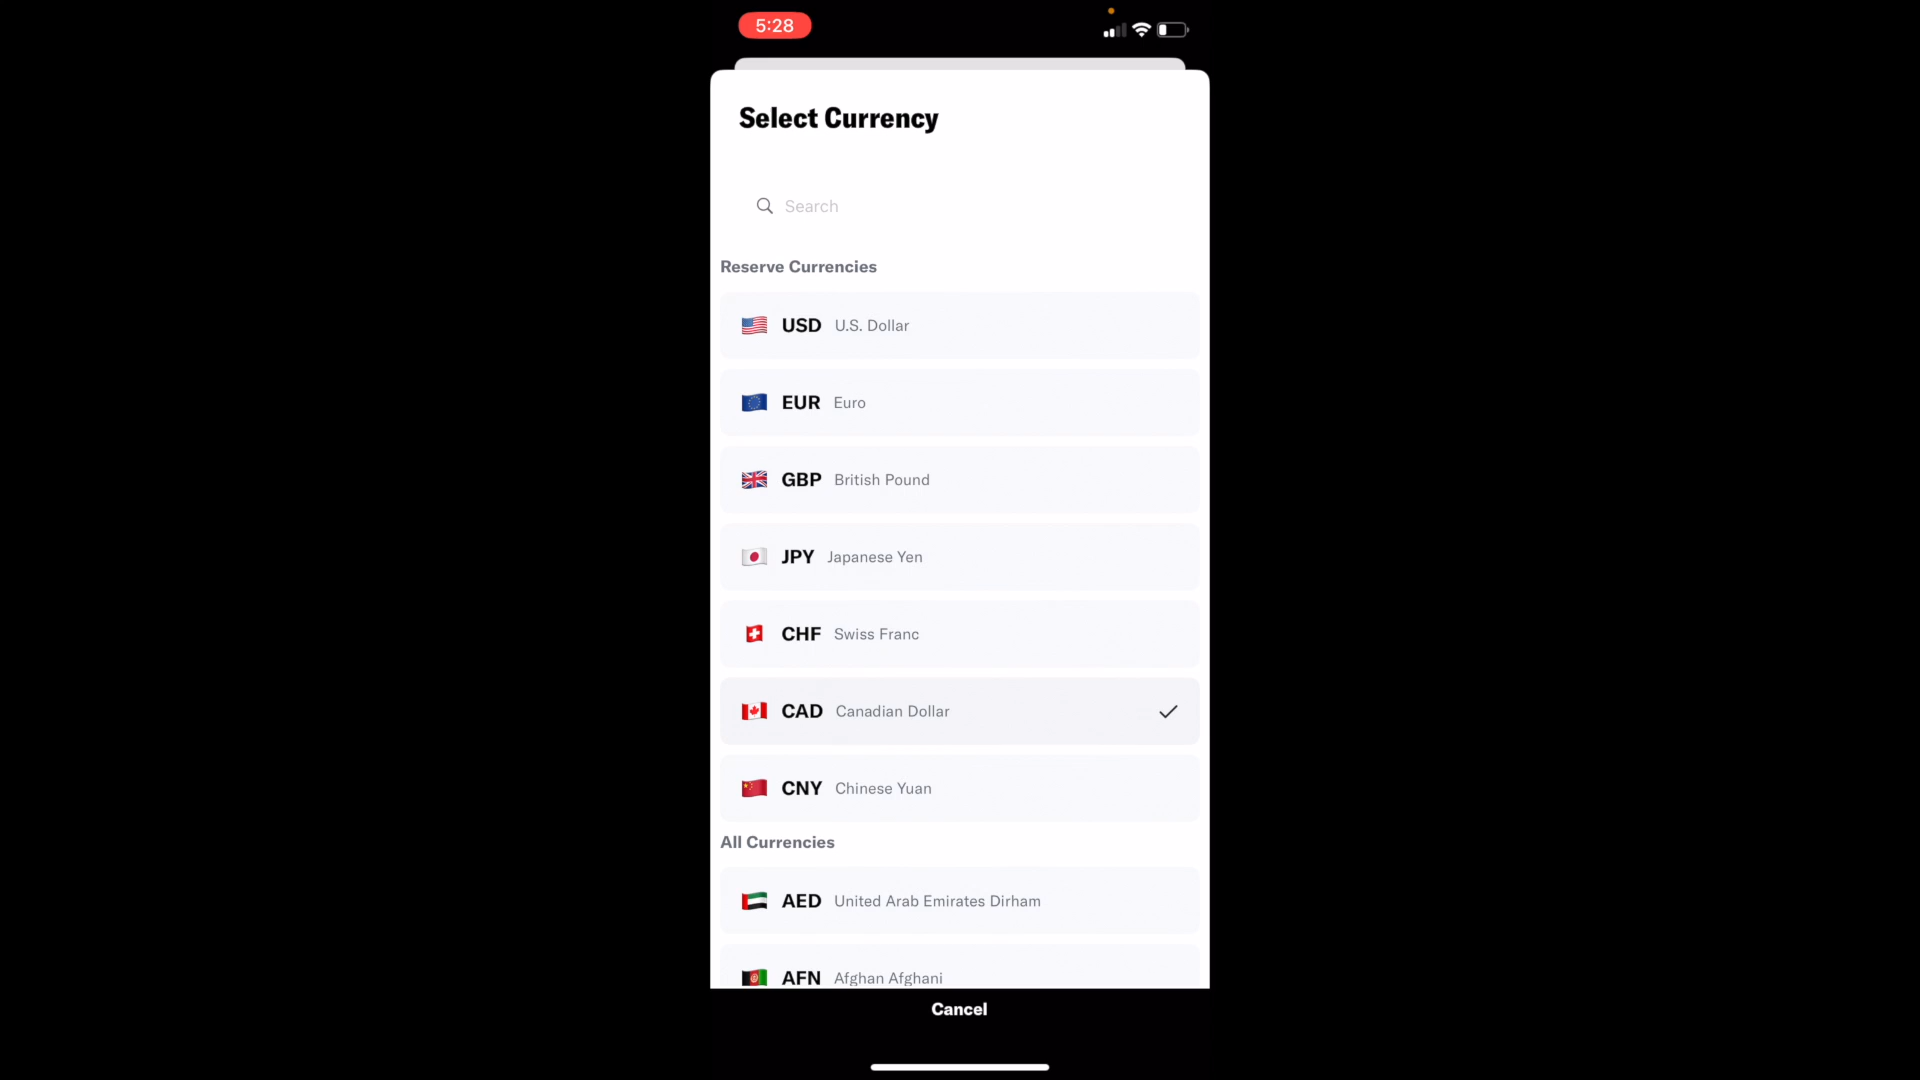 5:28
Select Currency
Search
Reserve Currencies
USD U.S. Dollar
EUR Euro
GBP British Pound
JPY Japanese Yen
CHF Swiss Franc
CAD Canadian Dollar
CNY Chinese Yuan
All Currencies
AED United Arab Emirates Dirham
AFN Afghan Afghani
Cancel